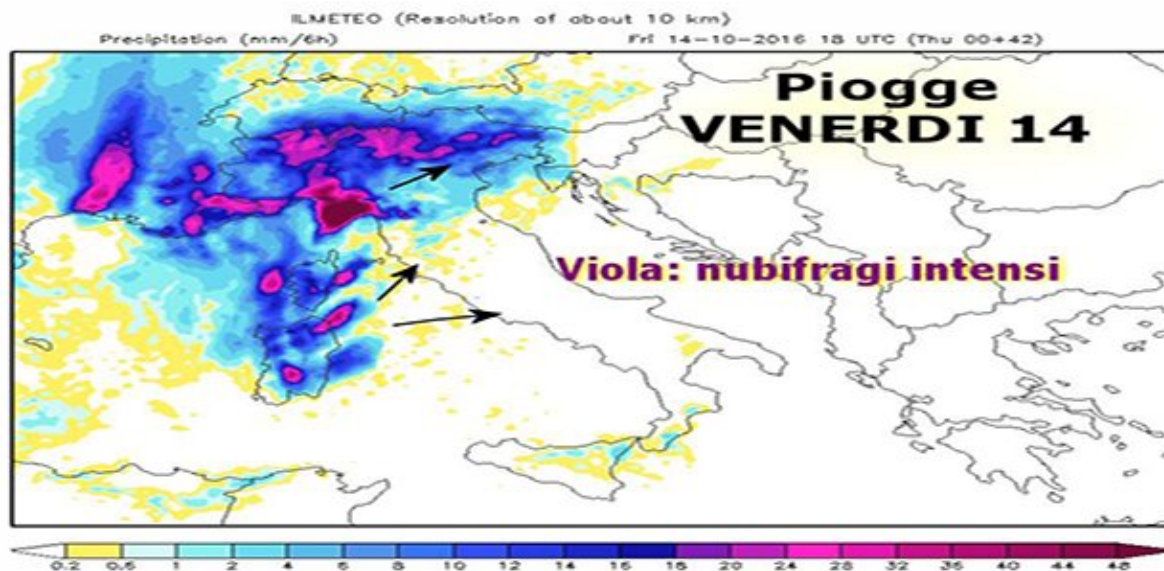 ILMETEO (Resolution of about 10 km)
Precipitation (mm/6h) Fri 14-10-2016 18 UTC (Thu 00+42)
Piogge
VENERDI 14
Viola: nubifragi intensi
0.2 0.5 1 2 4 6 8 10 12 14 16 18 20 24 28 32 36 40 44 48